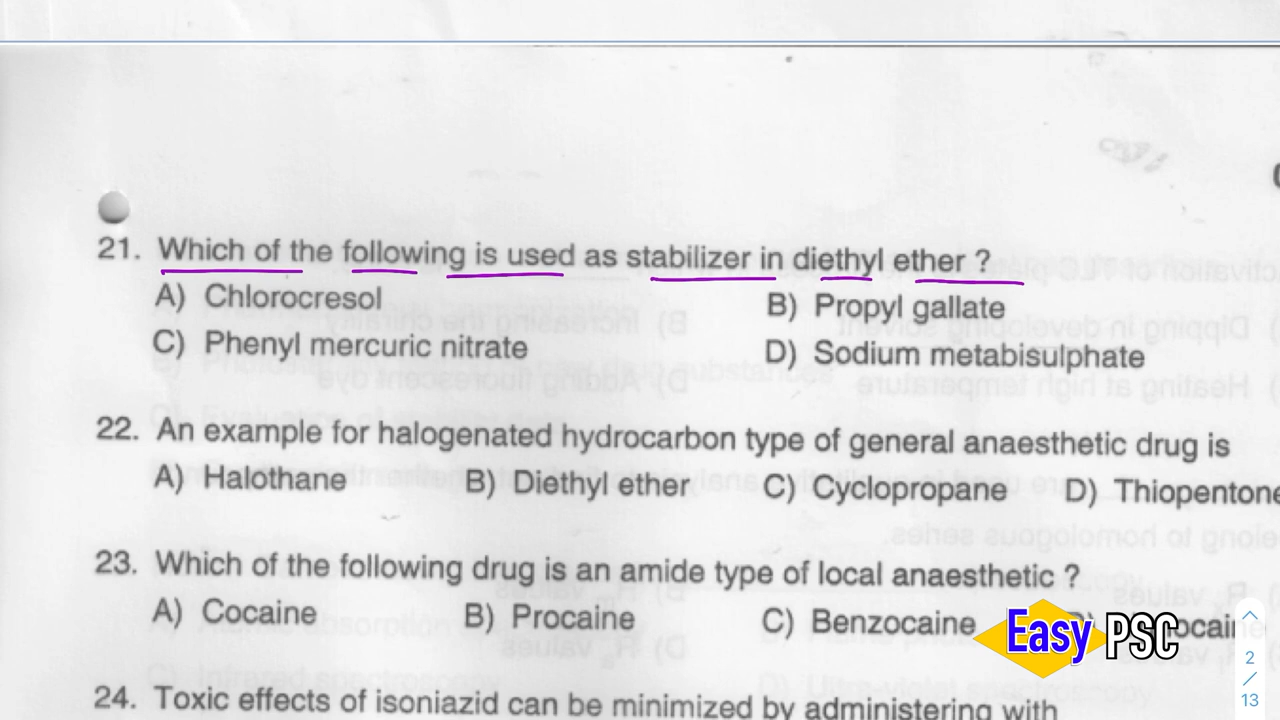 21. Which of the following is used as stabilizer in diethyl ether ?
A) Chlorocresol B) Propyl gallate
C) Phenyl mercuric nitrate D) Sodium metabisulphate
22. An example for halogenated hydrocarbon type of general anaesthetic drug is
A) Halothane B) Diethyl ether C) Cyclopropane D) Thiopentone
23. Which of the following drug is an amide type of local anaesthetic ?
A) Cocaine B) Procaine C) Benzocaine
Easy PSC
2
/
13
24. Toxic effects of isoniazid can be minimized by administering with